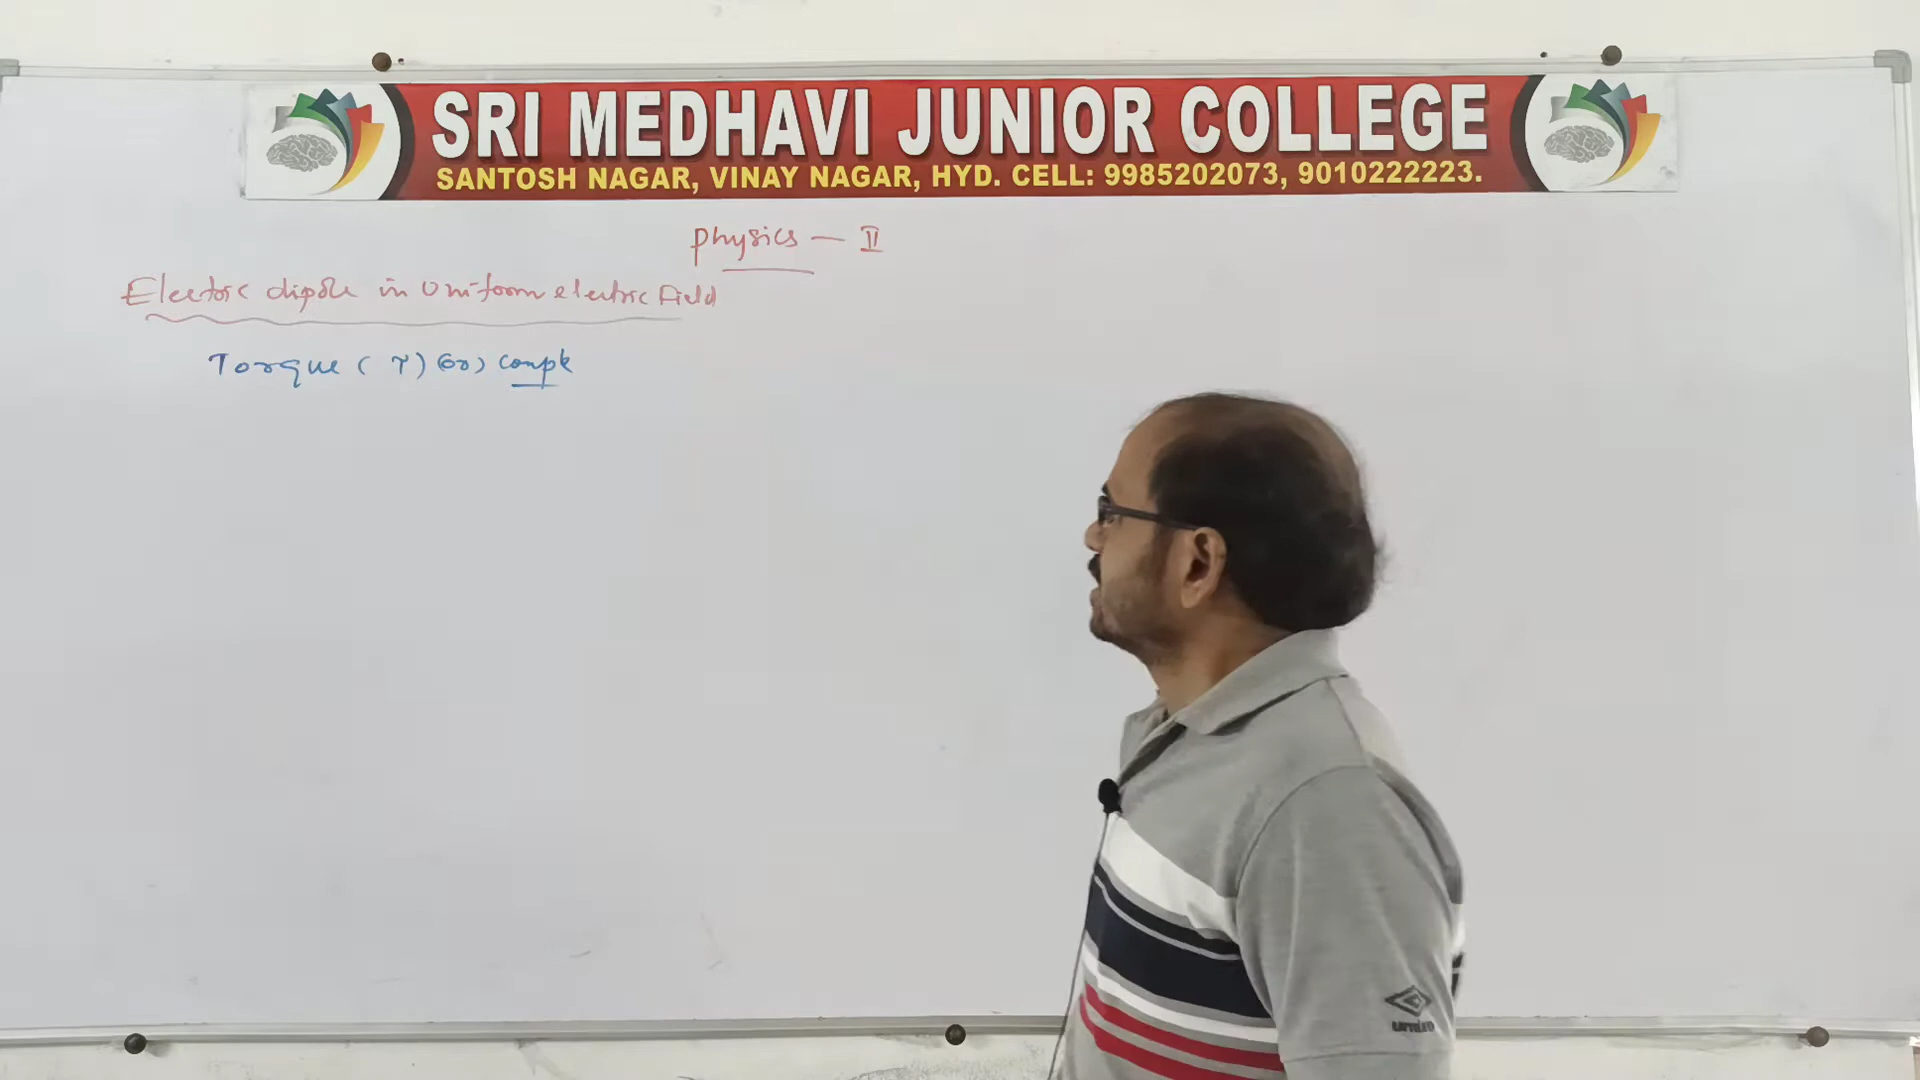 SRI MEDHAVI JUNIOR COLLEGE
SANTOSH NAGAR, VINAY NAGAR, HYD. CELL: 9985202073, 9010222223.
Physics — II
Electric dipole in Uniform electric Field
Torque ( τ ) (or) couple
umbro